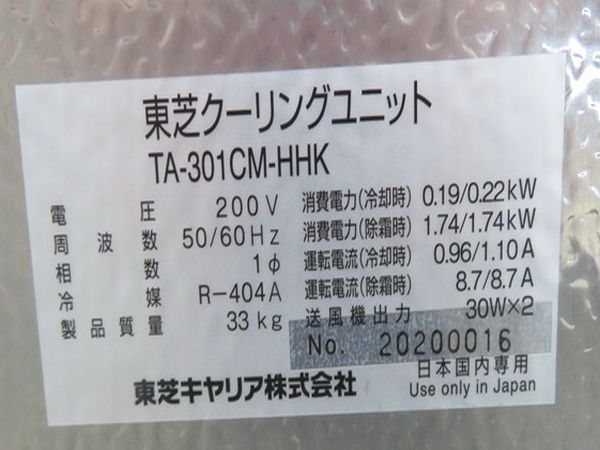 東芝クーリングユニット
TA-301CM-HHK
電圧 200V
周波数 50/60Hz
相数 1φ
冷媒 R-404A
製品質量 33kg
消費電力(冷却時) 0.19/0.22kW
消費電力(除霜時) 1.74/1.74kW
運転電流(冷却時) 0.96/1.10A
運転電流(除霜時) 8.7/8.7A
送風機出力 30W×2
No. 20200016
東芝キヤリア株式会社
日本国内専用
Use only in Japan